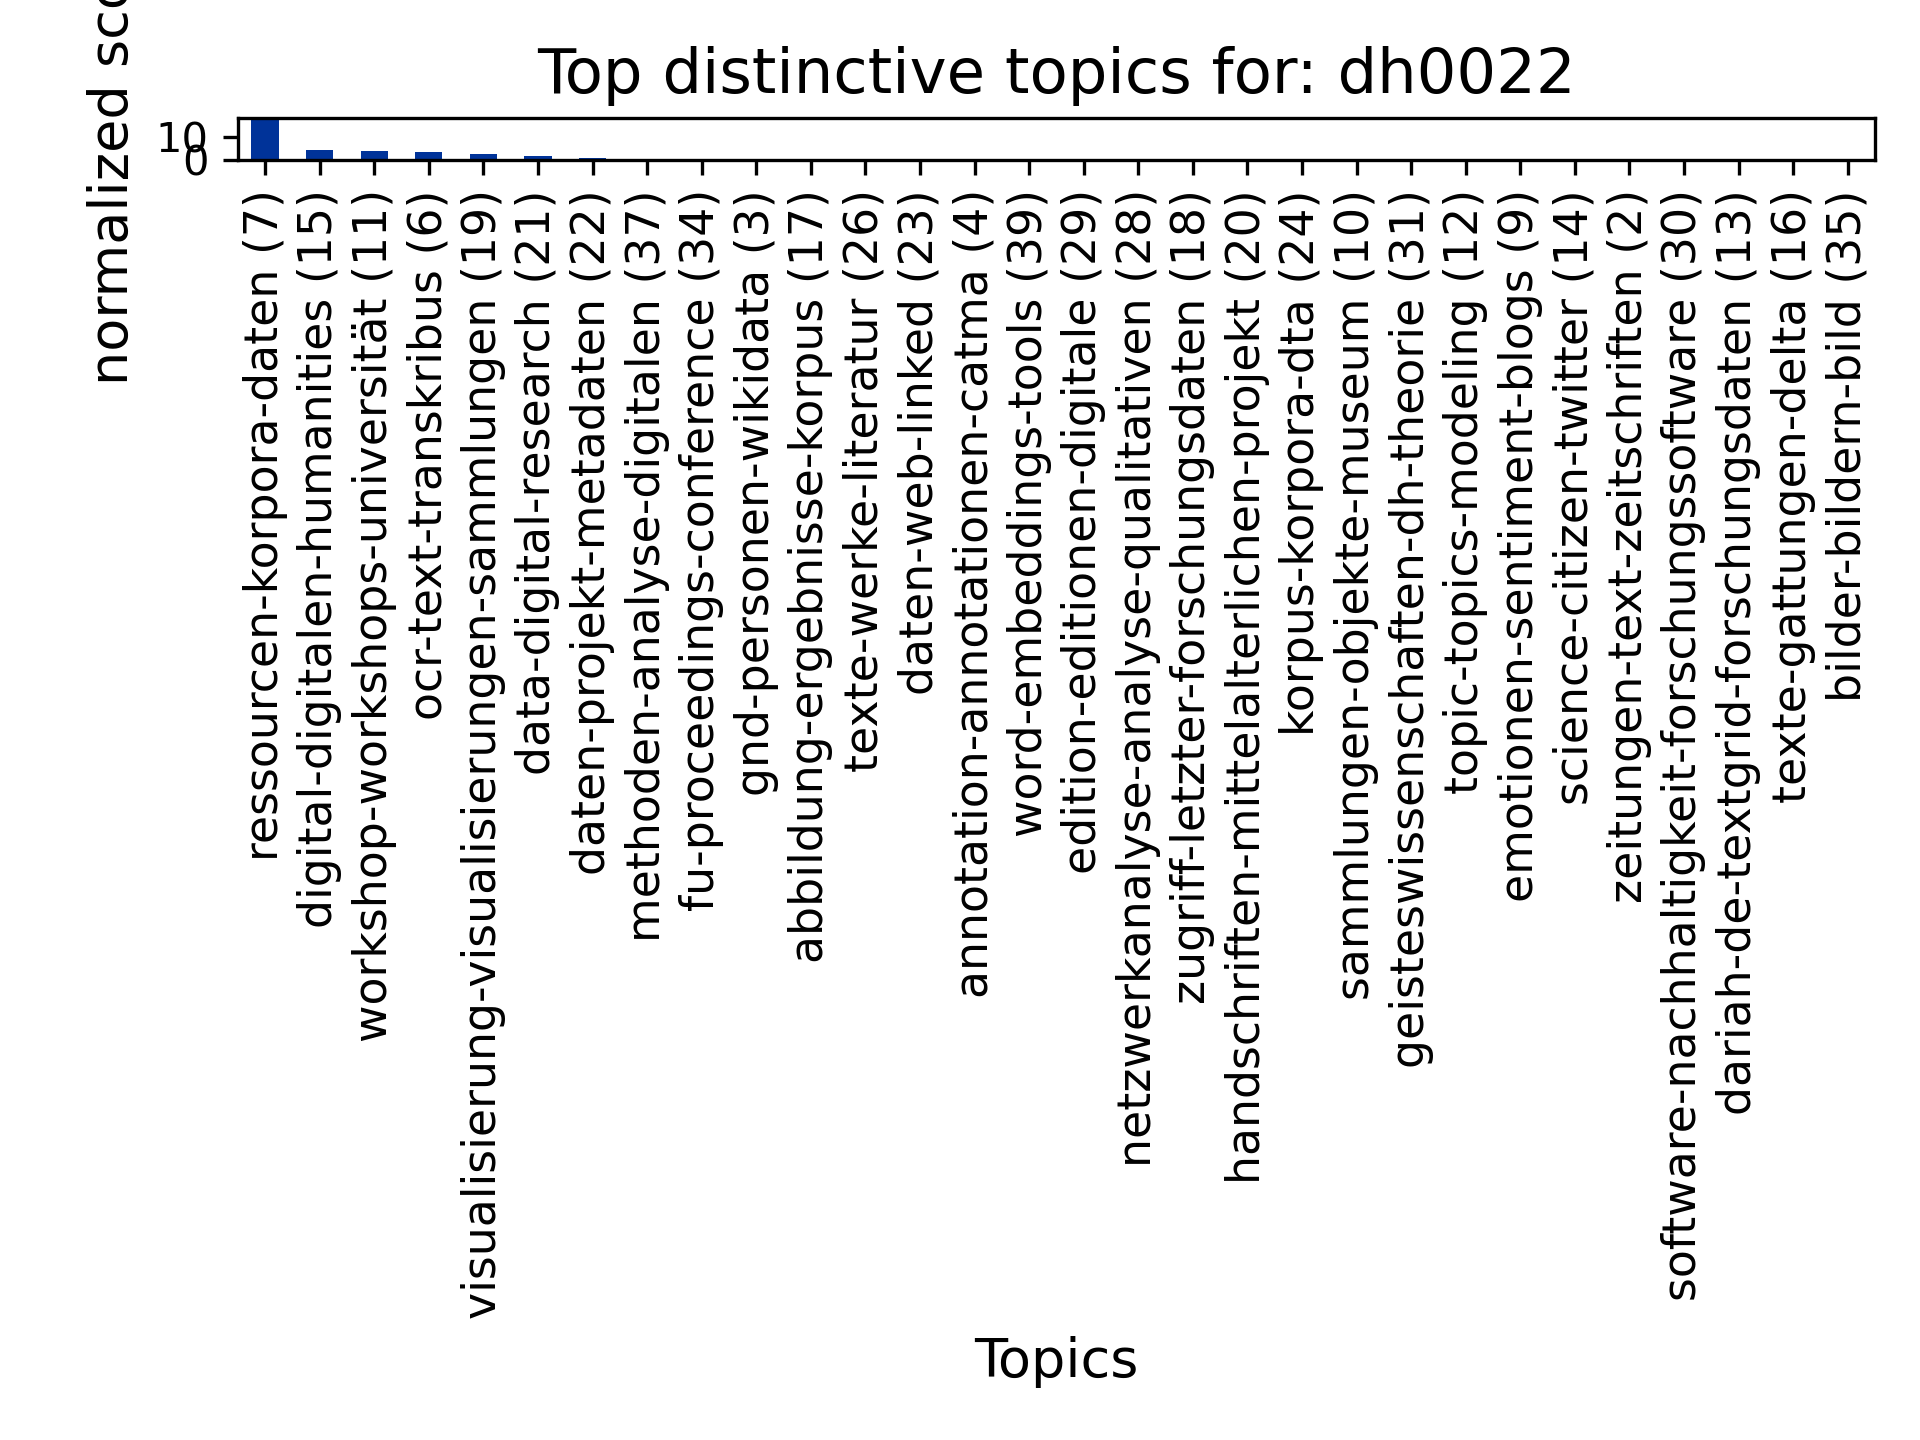 Top distinctive topics for: dh0022
normalized
10
0
ressourcen-korpora-daten (7)
digital-digitalen-humanities (15)
workshop-workshops-universität (11)
ocr-text-transkribus (6)
visualisierung-visualisierungen-sammlungen (19)
data-digital-research (21)
daten-projekt-metadaten (22)
methoden-analyse-digitalen (37)
fu-proceedings-conference (34)
gnd-personen-wikidata (3)
abbildung-ergebnisse-korpus (17)
texte-werke-literatur (26)
daten-web-linked (23)
annotation-annotationen-catma (4)
word-embeddings-tools (39)
edition-editionen-digitale (29)
netzwerkanalyse-analyse-qualitativen (28)
zugriff-letzter-forschungsdaten (18)
handschriften-mittelalterlichen-projekt (20)
korpus-korpora-dta (24)
sammlungen-objekte-museum (10)
geisteswissenschaften-dh-theorie (31)
topic-topics-modeling (12)
emotionen-sentiment-blogs (9)
science-citizen-twitter (14)
zeitungen-text-zeitschriften (2)
software-nachhaltigkeit-forschungssoftware (30)
dariah-de-textgrid-forschungsdaten (13)
texte-gattungen-delta (16)
bilder-bildern-bild (35)
Topics